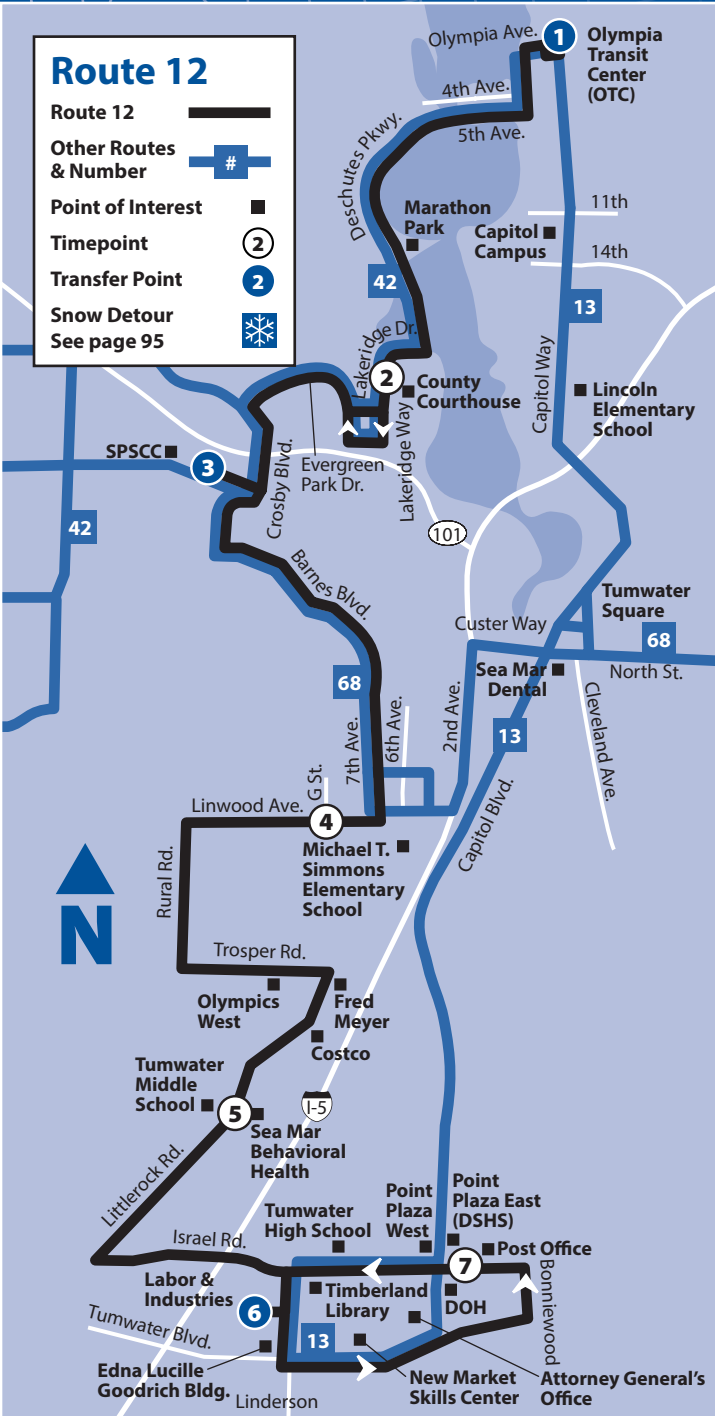 Route 12
Route 12
Other Routes
& Number
#
Point of Interest
Timepoint
2
Transfer Point
2
Snow Detour
See page 95
Olympia Ave.
1
Olympia
Transit
Center
(OTC)
4th Ave.
5th Ave.
Deschutes Pkwy.
Marathon
Park
11th
Capitol
Campus
14th
42
13
Lakeridge Dr.
2
County
Courthouse
Capitol Way
Lincoln
Elementary
School
Lakeridge Way
SPSCC
3
Crosby Blvd.
Evergreen
Park Dr.
42
101
Barnes Blvd.
Tumwater
Square
Custer Way
68
North St.
Sea Mar
Dental
68
7th Ave.
6th Ave.
2nd Ave.
13
Cleveland Ave.
G St.
Linwood Ave.
4
Capitol Blvd.
Michael T.
Simmons
Elementary
School
Rural Rd.
N
Trosper Rd.
Olympics
West
Fred
Meyer
Costco
Tumwater
Middle
School
5
I-5
Sea Mar
Behavioral
Health
Littlerock Rd.
Point
Plaza East
(DSHS)
Point
Plaza
West
Tumwater
High School
Israel Rd.
7
Post Office
Bonniewood
Labor &
Industries
6
Timberland
Library
DOH
Tumwater Blvd.
13
Edna Lucille
Goodrich Bldg.
Linderson
New Market
Skills Center
Attorney General's
Office